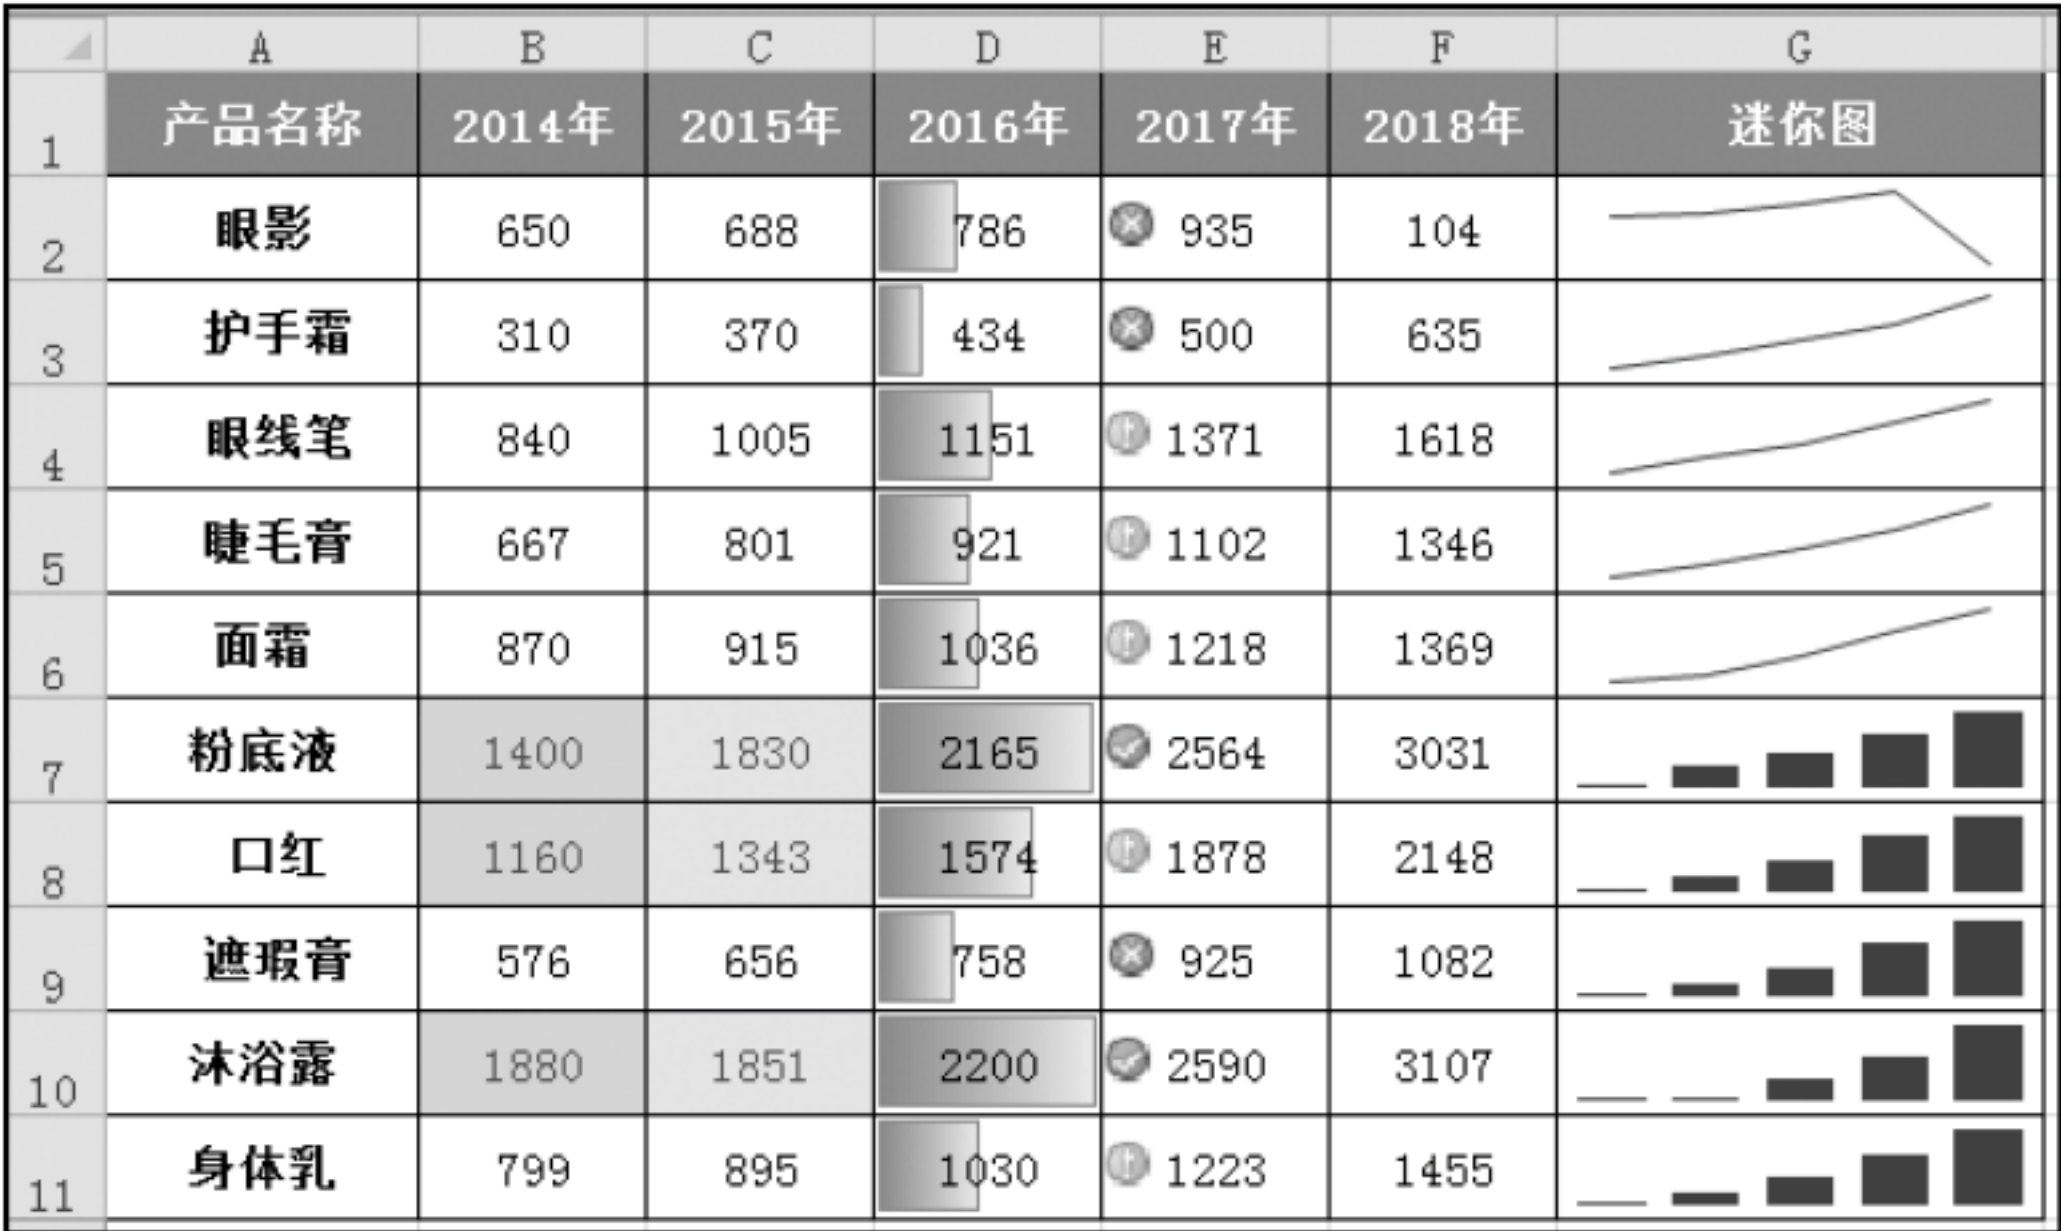 A B C D E F G
1 产品名称 2014年 2015年 2016年 2017年 2018年 迷你图
2 眼影 650 688 786 935 104
3 护手霜 310 370 434 500 635
4 眼线笔 840 1005 1151 1371 1618
5 睫毛膏 667 801 921 1102 1346
6 面霜 870 915 1036 1218 1369
7 粉底液 1400 1830 2165 2564 3031
8 口红 1160 1343 1574 1878 2148
9 遮瑕膏 576 656 758 925 1082
10 沐浴露 1880 1851 2200 2590 3107
11 身体乳 799 895 1030 1223 1455